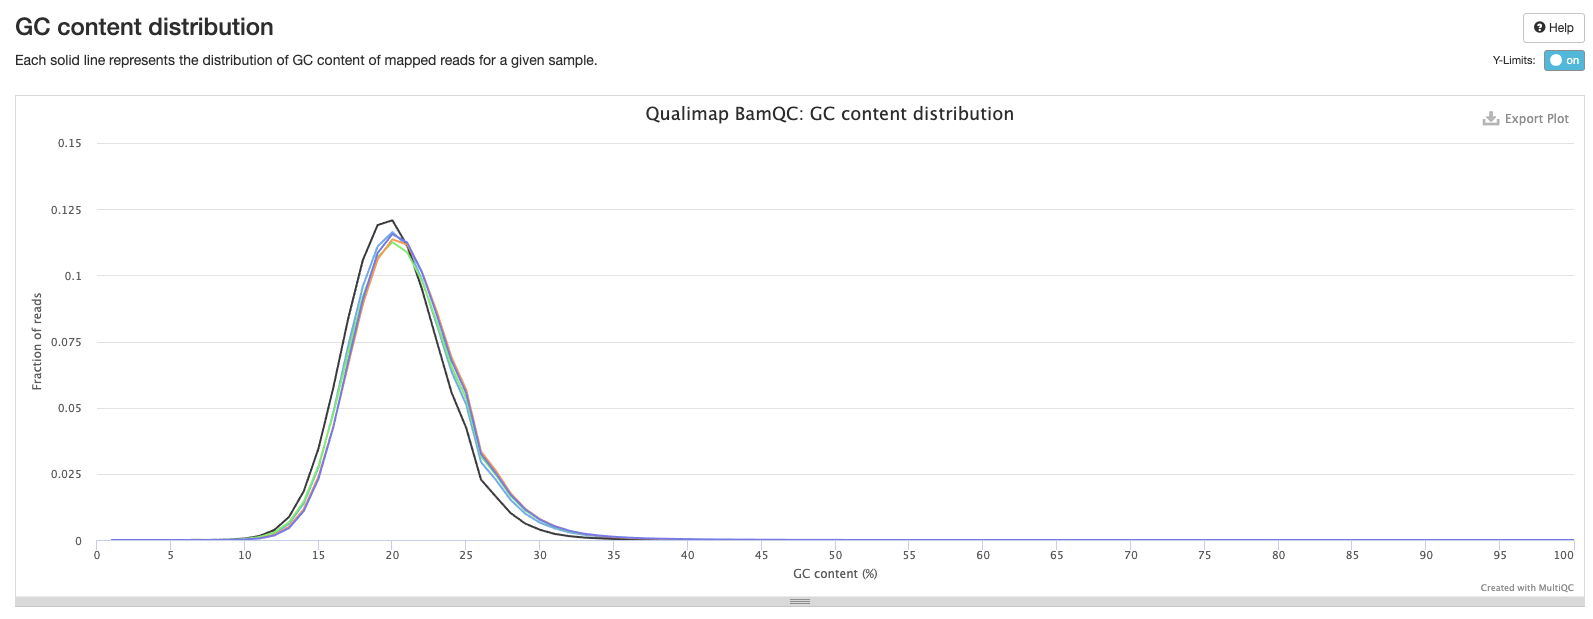 GC content distribution
Help
Each solid line represents the distribution of GC content of mapped reads for a given sample.
Y-Limits: on
Qualimap BamQC: GC content distribution
Export Plot
0.15
0.125
0.1
0.075
0.05
0.025
0
Fraction of reads
0 5 10 15 20 25 30 35 40 45 50 55 60 65 70 75 80 85 90 95 100
GC content (%)
Created with MultiQC